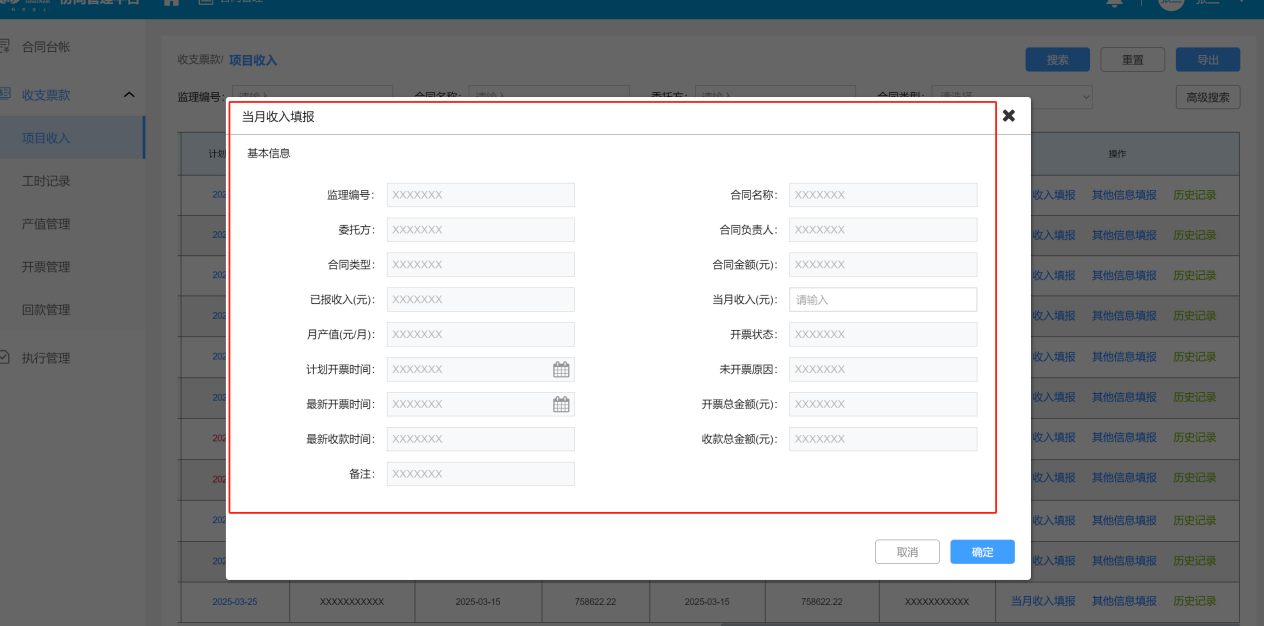 合同台帐
收支票款
项目收入
工时记录
产值管理
开票管理
回款管理
执行管理
收支票款/ 项目收入
搜索 重置 导出
监理编号:
高级搜索
操作
当月收入填报
基本信息
监理编号: XXXXXXX 合同名称: XXXXXXX
委托方: XXXXXXX 合同负责人: XXXXXXX
合同类型: XXXXXXX 合同金额(元): XXXXXXX
已报收入(元): XXXXXXX 当月收入(元): 请输入
月产值(元/月): XXXXXXX 开票状态: XXXXXXX
计划开票时间: XXXXXXX 未开票原因: XXXXXXX
最新开票时间: XXXXXXX 开票总金额(元): XXXXXXX
最新收款时间: XXXXXXX 收款总金额(元): XXXXXXX
备注: XXXXXXX
取消 确定
收入填报 其他信息填报 历史记录
收入填报 其他信息填报 历史记录
收入填报 其他信息填报 历史记录
收入填报 其他信息填报 历史记录
收入填报 其他信息填报 历史记录
收入填报 其他信息填报 历史记录
收入填报 其他信息填报 历史记录
收入填报 其他信息填报 历史记录
收入填报 其他信息填报 历史记录
收入填报 其他信息填报 历史记录
2025-03-25 XXXXXXXXXXX 2025-03-15 758622.22 2025-03-15 758622.22 XXXXXXXXXXX 当月收入填报 其他信息填报 历史记录